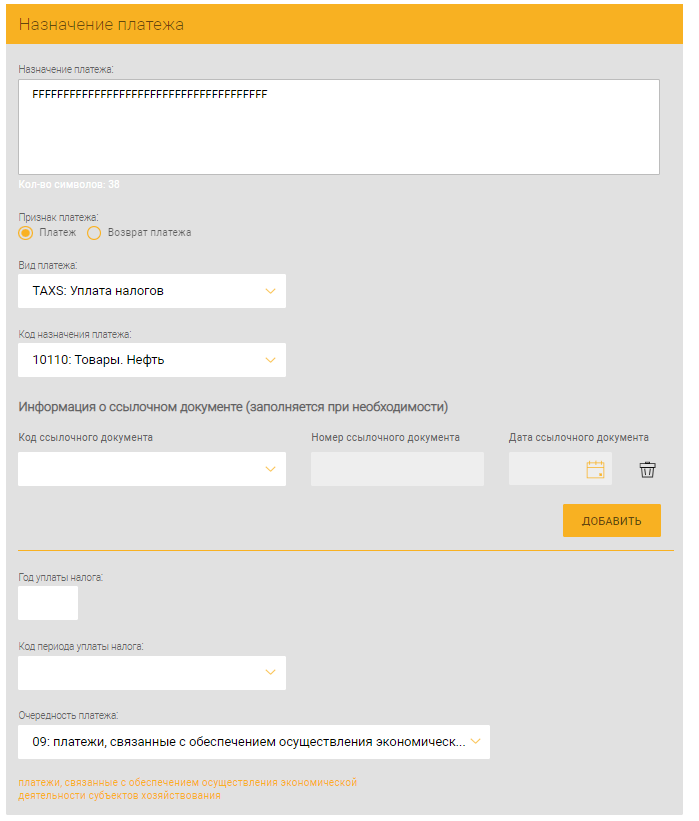 Назначение платежа
Назначение платежа:
FFFFFFFFFFFFFFFFFFFFFFFFFFFFFFFFFFFFFF
Кол-во символов: 38
Признак платежа:
Платеж Возврат платежа
Вид платежа:
TAXS: Уплата налогов
Код назначения платежа:
10110: Товары. Нефть
Информация о ссылочном документе (заполняется при необходимости)
Код ссылочного документа Номер ссылочного документа Дата ссылочного документа
ДОБАВИТЬ
Год уплаты налога:
Код периода уплаты налога:
Очередность платежа:
09: платежи, связанные с обеспечением осуществления экономическ...
платежи, связанные с обеспечением осуществления экономической
деятельности субъектов хозяйствования